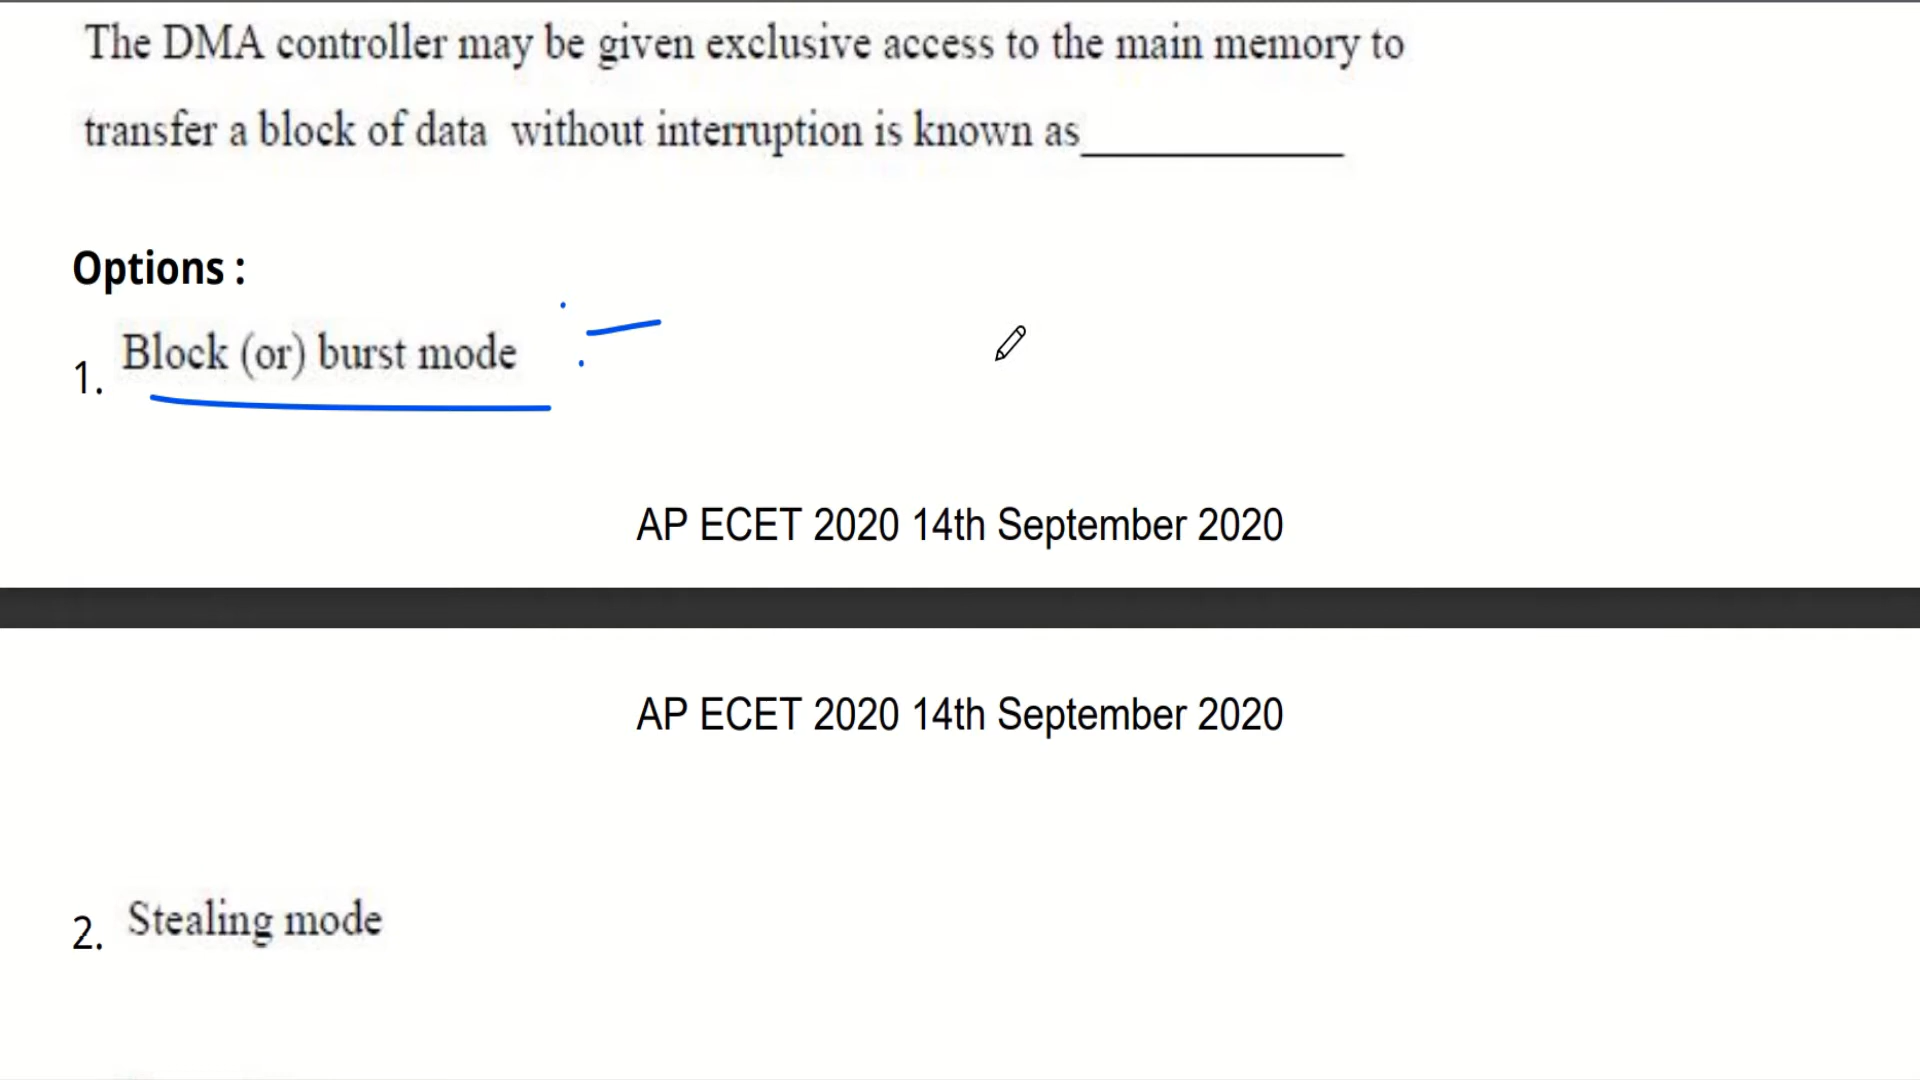 The DMA controller may be given exclusive access to the main memory to
transfer a block of data without interruption is known as____________
Options :
1. Block (or) burst mode
AP ECET 2020 14th September 2020
AP ECET 2020 14th September 2020
2. Stealing mode